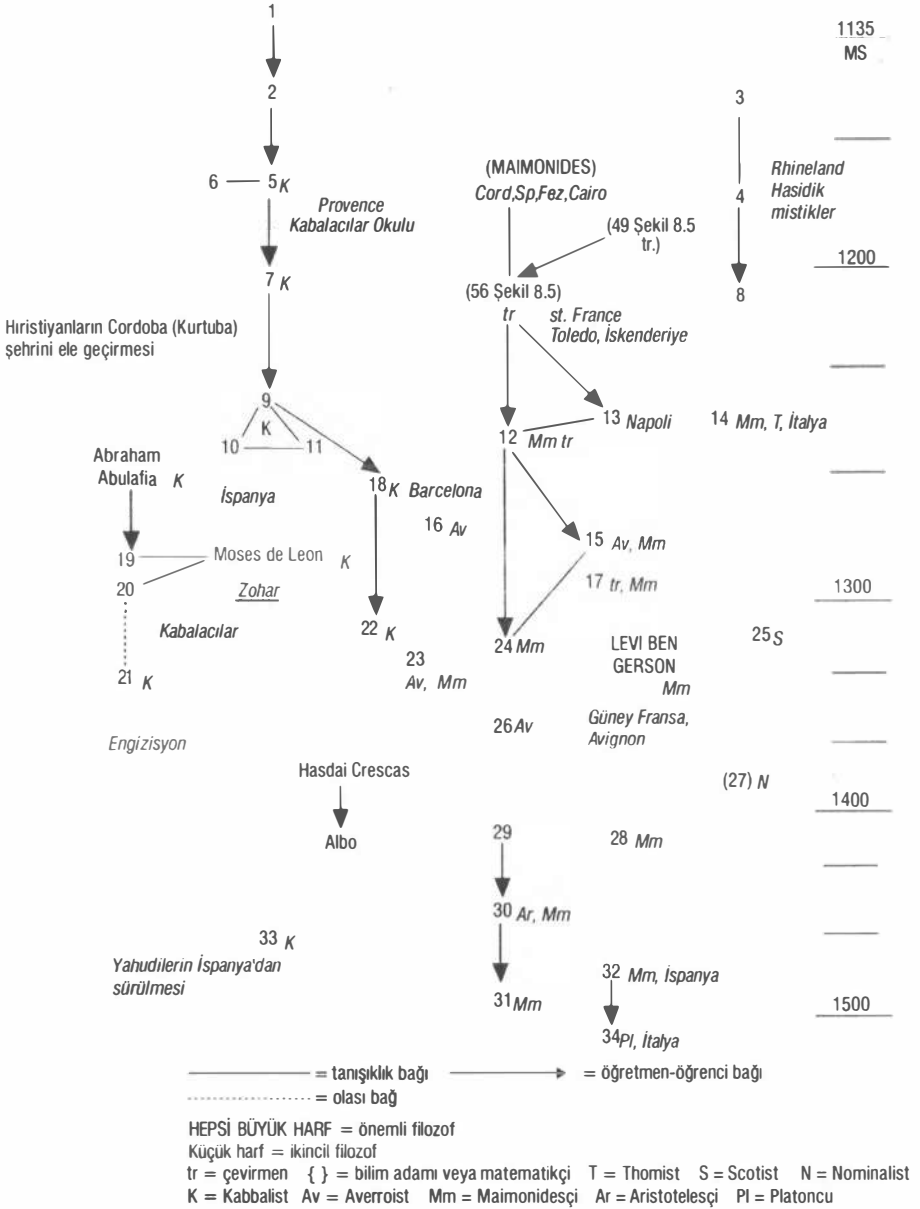 1
1135
MS
2
3
6
5 K
(MAIMONIDES)
Cord,Sp,Fez,Cairo
4
Rhineland
Hasidik
mistikler
Provence
Kabalacılar Okulu
(49 Şekil 8.5
tr.)
1200
7 K
(56 Şekil 8.5)
tr
8
st. France
Toledo, İskenderiye
Hıristiyanların Cordoba (Kurtuba)
şehrini ele geçirmesi
9
K
10
11
13 Napoli
14 Mm, T, İtalya
12 Mm tr
Abraham
Abulafia K
İspanya
18 K Barcelona
16 Av
15 Av, Mm
19
Moses de Leon K
20
Zohar
17 tr, Mm
1300
Kabalacılar
22 K
24 Mm
LEVI BEN
GERSON
Mm
25 S
23
Av, Mm
21 K
26 Av
Güney Fransa,
Avignon
Engizisyon
Hasdai Crescas
(27) N
1400
Albo
29
28 Mm
30 Ar, Mm
33 K
Yahudilerin İspanya'dan
sürülmesi
32 Mm, İspanya
31 Mm
1500
34 Pl, İtalya
= tanışıklık bağı
= öğretmen-öğrenci bağı
= olası bağ
HEPSİ BÜYÜK HARF = önemli filozof
Küçük harf = ikincil filozof
tr = çevirmen { } = bilim adamı veya matematikçi T = Thomist S = Scotist N = Nominalist
K = Kabbalist Av = Averroist Mm = Maimonidesçi Ar = Aristotelesçi Pl = Platoncu